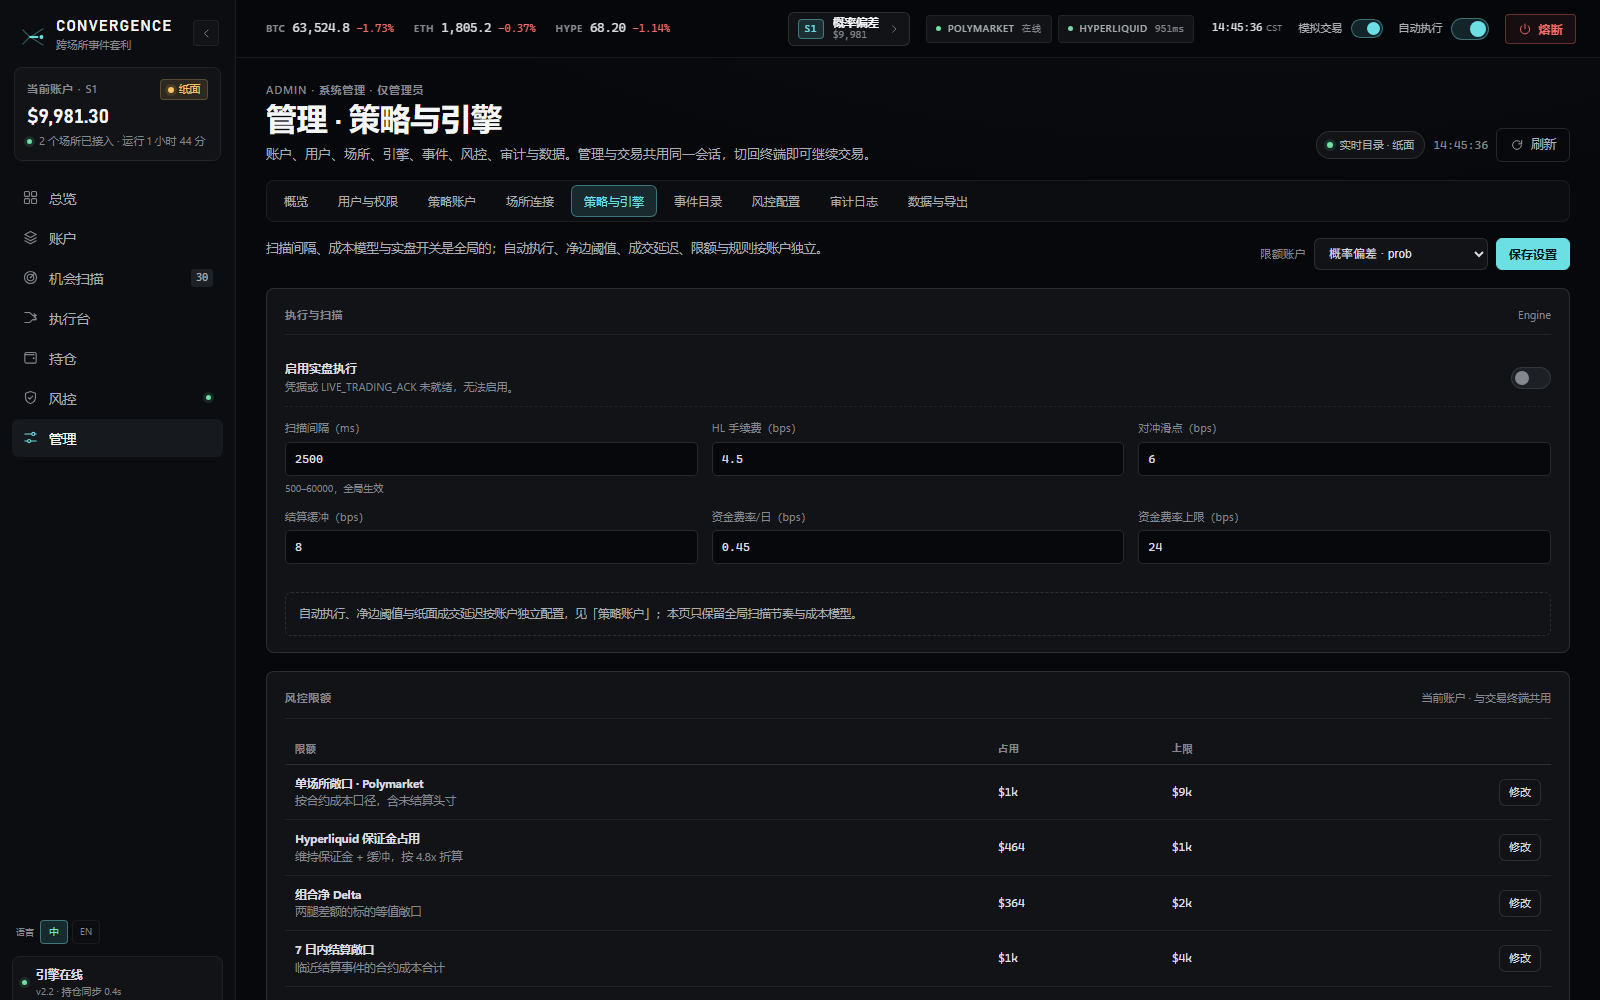 CONVERGENCE
跨场所事件套利
当前账户 · S1
纸面
$9,981.30
2 个场所已接入 · 运行 1 小时 44 分
总览
账户
机会扫描
30
执行台
持仓
风控
管理
语言
中
EN
引擎在线
v2.2 · 持仓同步 0.4s
BTC 63,524.8 -1.73%
ETH 1,805.2 -0.37%
HYPE 68.20 -1.14%
S1
概率偏差
$9,981
POLYMARKET 在线
HYPERLIQUID 951ms
14:45:36 CST
模拟交易
自动执行
熔断
ADMIN · 系统管理 · 仅管理员
管理 · 策略与引擎
账户、用户、场所、引擎、事件、风控、审计与数据。管理与交易共用同一会话，切回终端即可继续交易。
实时目录 · 纸面
14:45:36
刷新
概览
用户与权限
策略账户
场所连接
策略与引擎
事件目录
风控配置
审计日志
数据与导出
扫描间隔、成本模型与实盘开关是全局的；自动执行、净边阈值、成交延迟、限额与规则按账户独立。
限额账户
概率偏差 · prob
保存设置
执行与扫描
Engine
启用实盘执行
凭据或 LIVE_TRADING_ACK 未就绪，无法启用。
扫描间隔（ms）
HL 手续费（bps）
对冲滑点（bps）
2500
4.5
6
500–60000，全局生效
结算缓冲（bps）
资金费率/日（bps）
资金费率上限（bps）
8
0.45
24
自动执行、净边阈值与纸面成交延迟按账户独立配置，见「策略账户」；本页只保留全局扫描节奏与成本模型。
风控限额
当前账户 · 与交易终端共用
限额
占用
上限
单场所敞口 · Polymarket
按合约成本口径，含未结算头寸
$1k
$9k
修改
Hyperliquid 保证金占用
维持保证金 + 缓冲，按 4.8x 折算
$464
$1k
修改
组合净 Delta
两腿差额的标的等值敞口
$364
$2k
修改
7 日内结算敞口
临近结算事件的合约成本合计
$1k
$4k
修改